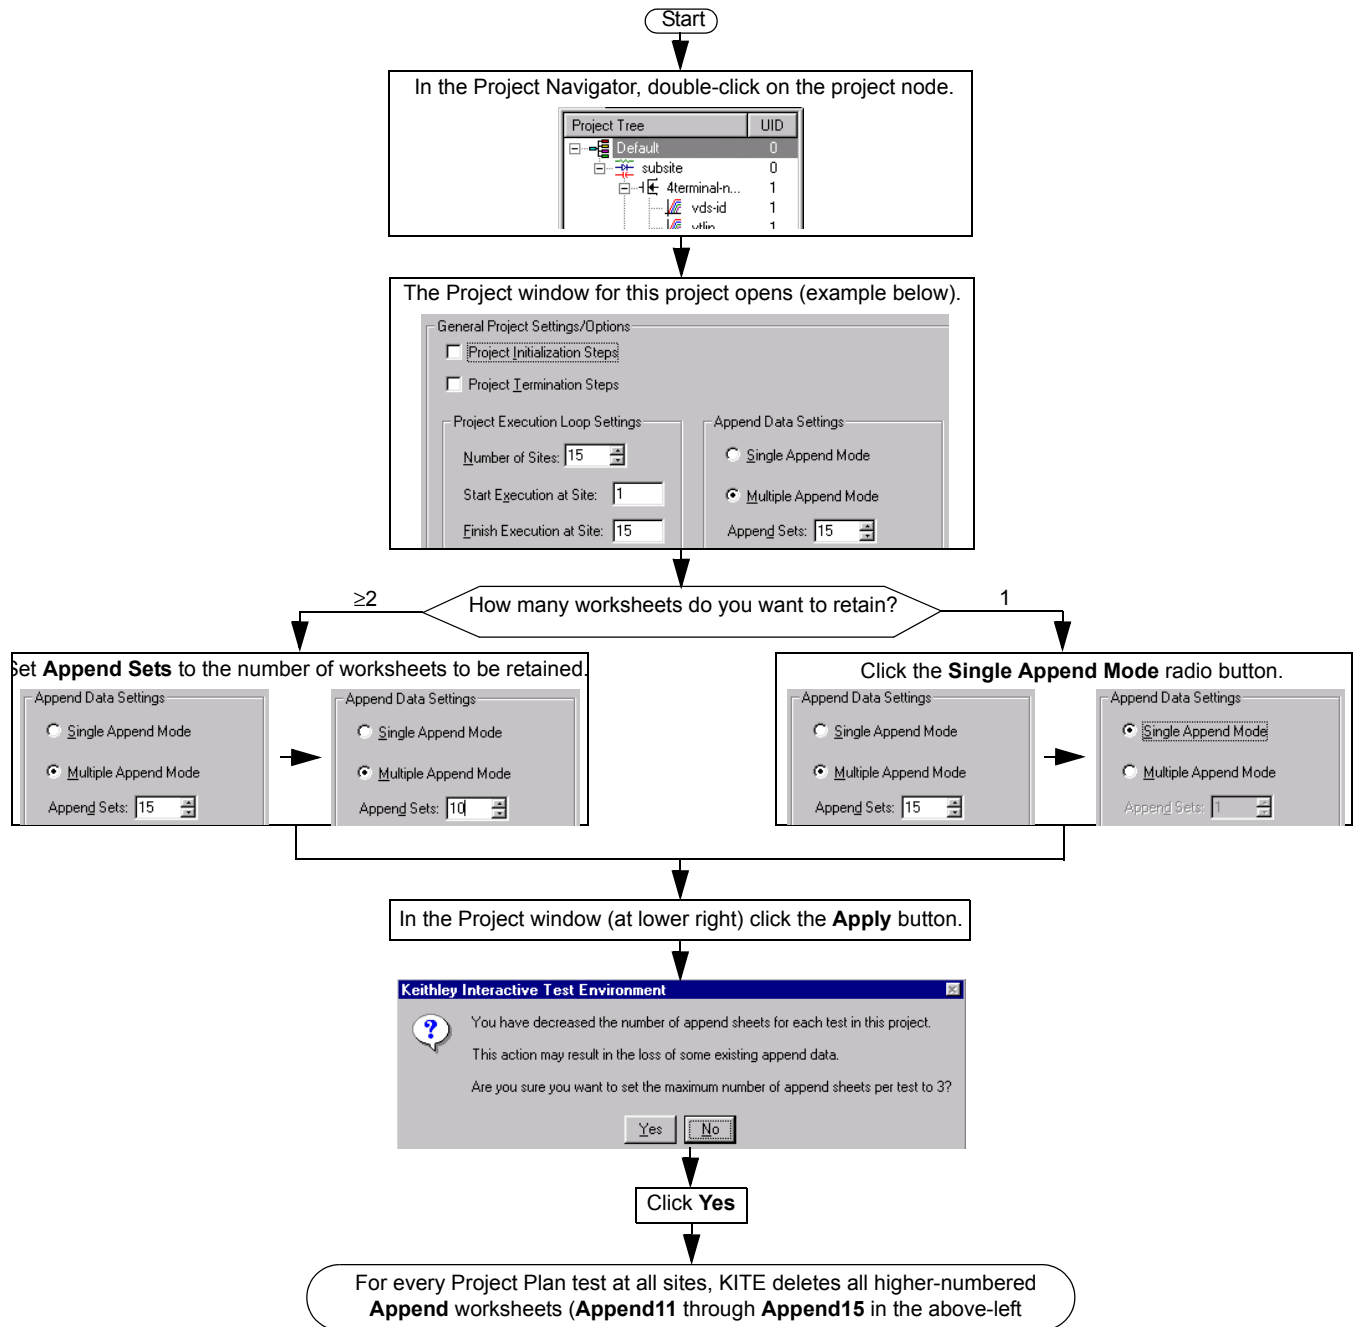 Start
In the Project Navigator, double-click on the project node.
Project Tree UID
Default 0
subsite 0
4terminal-n... 1
vds-id 1
vtlin 1
The Project window for this project opens (example below).
General Project Settings/Options
Project Initialization Steps
Project Termination Steps
Project Execution Loop Settings
Number of Sites: 15
Start Execution at Site: 1
Finish Execution at Site: 15
Append Data Settings
Single Append Mode
Multiple Append Mode
Append Sets: 15
How many worksheets do you want to retain?
≥2
1
Set Append Sets to the number of worksheets to be retained.
Append Data Settings
Single Append Mode
Multiple Append Mode
Append Sets: 15
Append Data Settings
Single Append Mode
Multiple Append Mode
Append Sets: 10
Click the Single Append Mode radio button.
Append Data Settings
Single Append Mode
Multiple Append Mode
Append Sets: 15
Append Data Settings
Single Append Mode
Multiple Append Mode
Append Sets: 1
In the Project window (at lower right) click the Apply button.
Keithley Interactive Test Environment
You have decreased the number of append sheets for each test in this project.
This action may result in the loss of some existing append data.
Are you sure you want to set the maximum number of append sheets per test to 3?
Yes No
Click Yes
For every Project Plan test at all sites, KITE deletes all higher-numbered
Append worksheets (Append11 through Append15 in the above-left